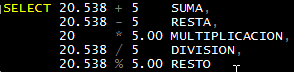 SELECT 20.538 + 5 SUMA,
20.538 - 5 RESTA,
20 * 5.00 MULTIPLICACION,
20.538 / 5 DIVISION,
20.538 % 5.00 RESTO